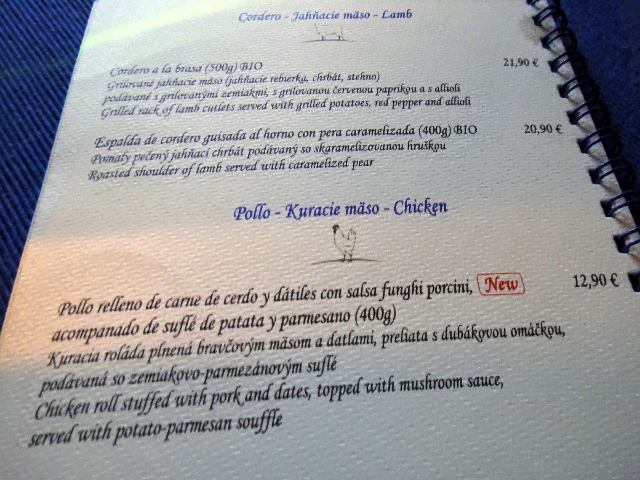 Cordero - Jahňacie mäso - Lamb
Cordero a la brasa (500g) BIO 21,90 €
Grilované jahňacie mäso (jahňacie rebierka, chrbát, stehno)
podávané s grilovanými zemiakmi, s grilovanou červenou paprikou a s allioli
Grilled rack of lamb cutlets served with grilled potatoes, red pepper and allioli
Espalda de cordero guisada al horno con pera caramelizada (400g) BIO 20,90 €
Pomaly pečený jahňací chrbát podávaný so skaramelizovanou hruškou
Roasted shoulder of lamb served with caramelized pear
Pollo - Kuracie mäso - Chicken
Pollo relleno de carne de cerdo y dátiles con salsa funghi porcini, New 12,90 €
acompanado de suflé de patata y parmesano (400g)
Kuracia roláda plnená bravčovým mäsom a datľami, preliata s dubákovou omáčkou,
podávaná so zemiakovo-parmezánovým suflé
Chicken roll stuffed with pork and dates, topped with mushroom sauce,
served with potato-parmesan souffle